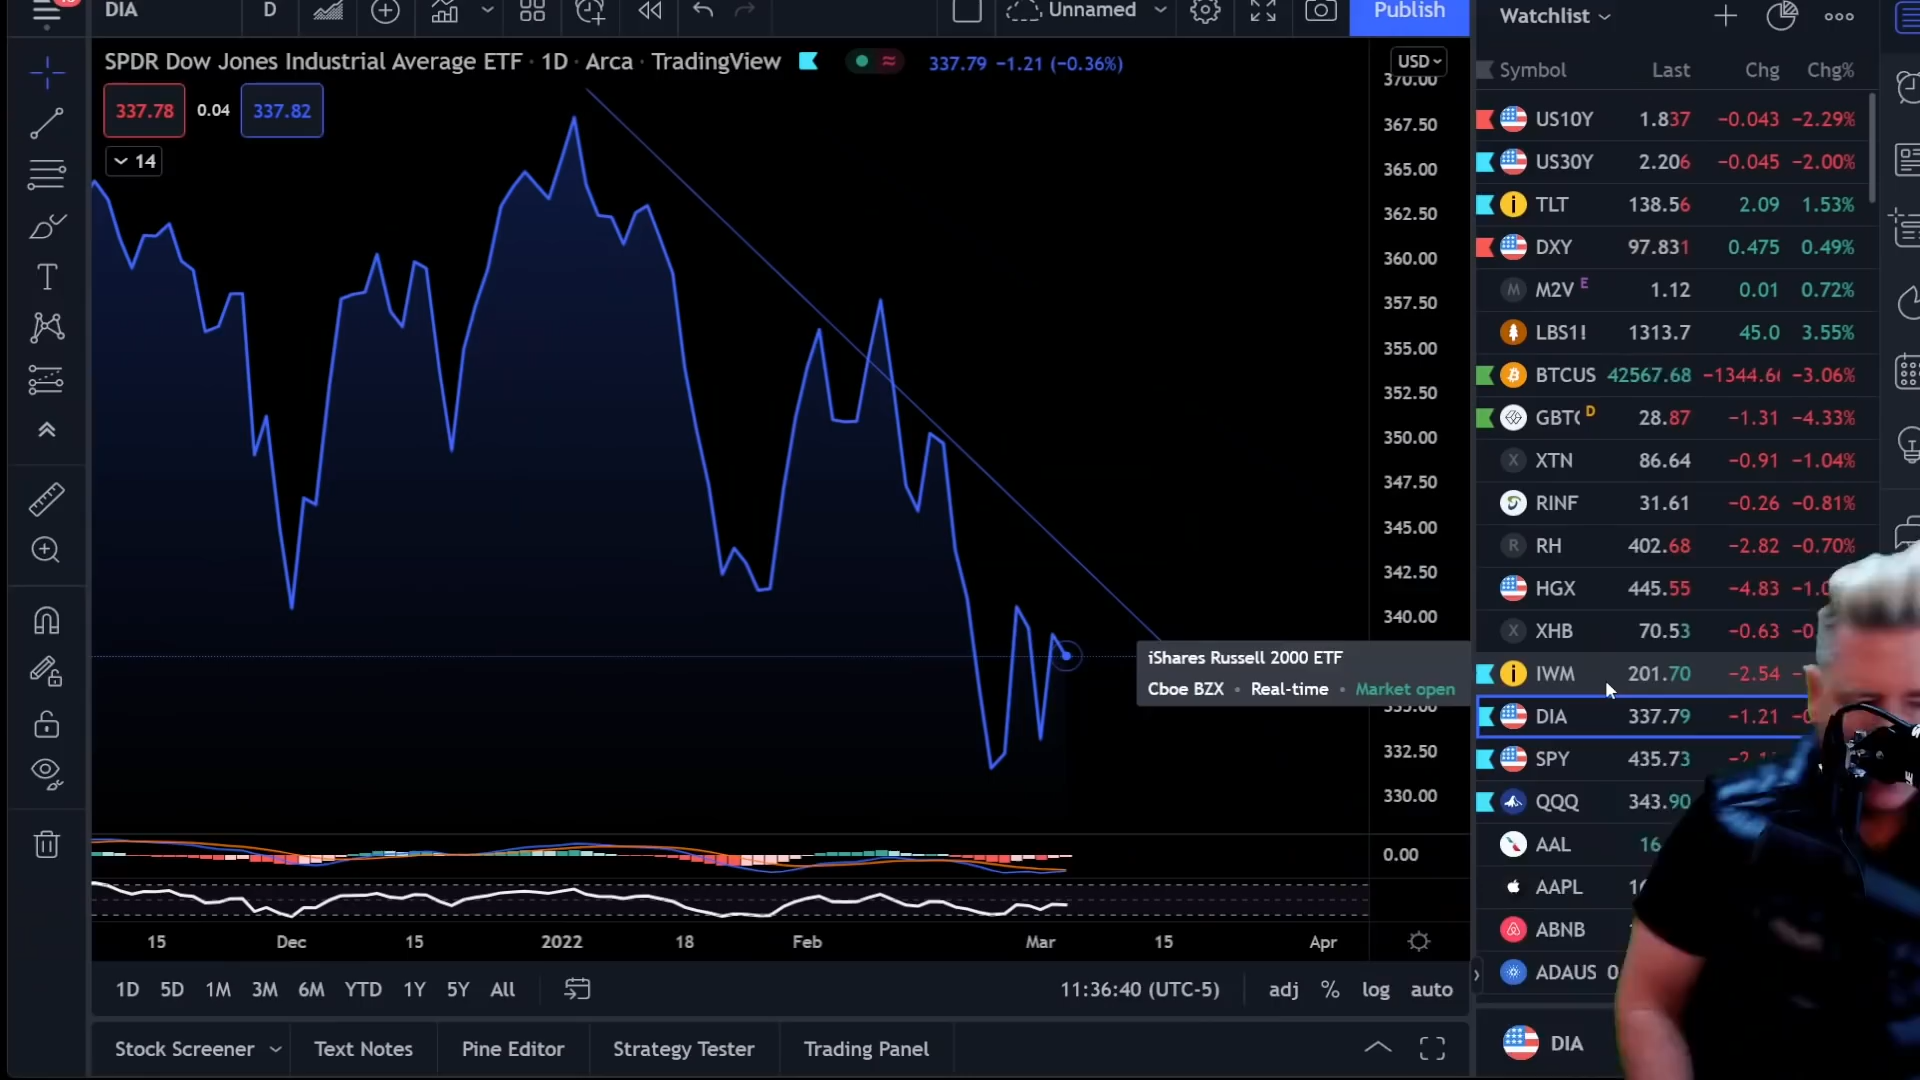 DIA
D
Unnamed
Publish
Watchlist
SPDR Dow Jones Industrial Average ETF · 1D · Arca · TradingView
337.79 −1.21 (−0.36%)
USD
337.78 0.04 337.82
14
370.00
367.50
365.00
362.50
360.00
357.50
355.00
352.50
350.00
347.50
345.00
342.50
340.00
335.00
332.50
330.00
0.00
Symbol Last Chg Chg%
US10Y 1.837 −0.043 −2.29%
US30Y 2.206 −0.045 −2.00%
TLT 138.56 2.09 1.53%
DXY 97.831 0.475 0.49%
M2V E 1.12 0.01 0.72%
LBS1! 1313.7 45.0 3.55%
BTCUS 42567.68 −1344.6 −3.06%
GBTC D 28.87 −1.31 −4.33%
XTN 86.64 −0.91 −1.04%
RINF 31.61 −0.26 −0.81%
RH 402.68 −2.82 −0.70%
HGX 445.55 −4.83
XHB 70.53 −0.63
IWM 201.70 −2.54
DIA 337.79 −1.21
SPY 435.73
QQQ 343.90
AAL 16
AAPL
ABNB
ADAUS 0
iShares Russell 2000 ETF
Cboe BZX • Real-time • Market open
15 Dec 15 2022 18 Feb Mar 15 Apr
1D 5D 1M 3M 6M YTD 1Y 5Y All
11:36:40 (UTC-5) adj % log auto
Stock Screener Text Notes Pine Editor Strategy Tester Trading Panel
DIA